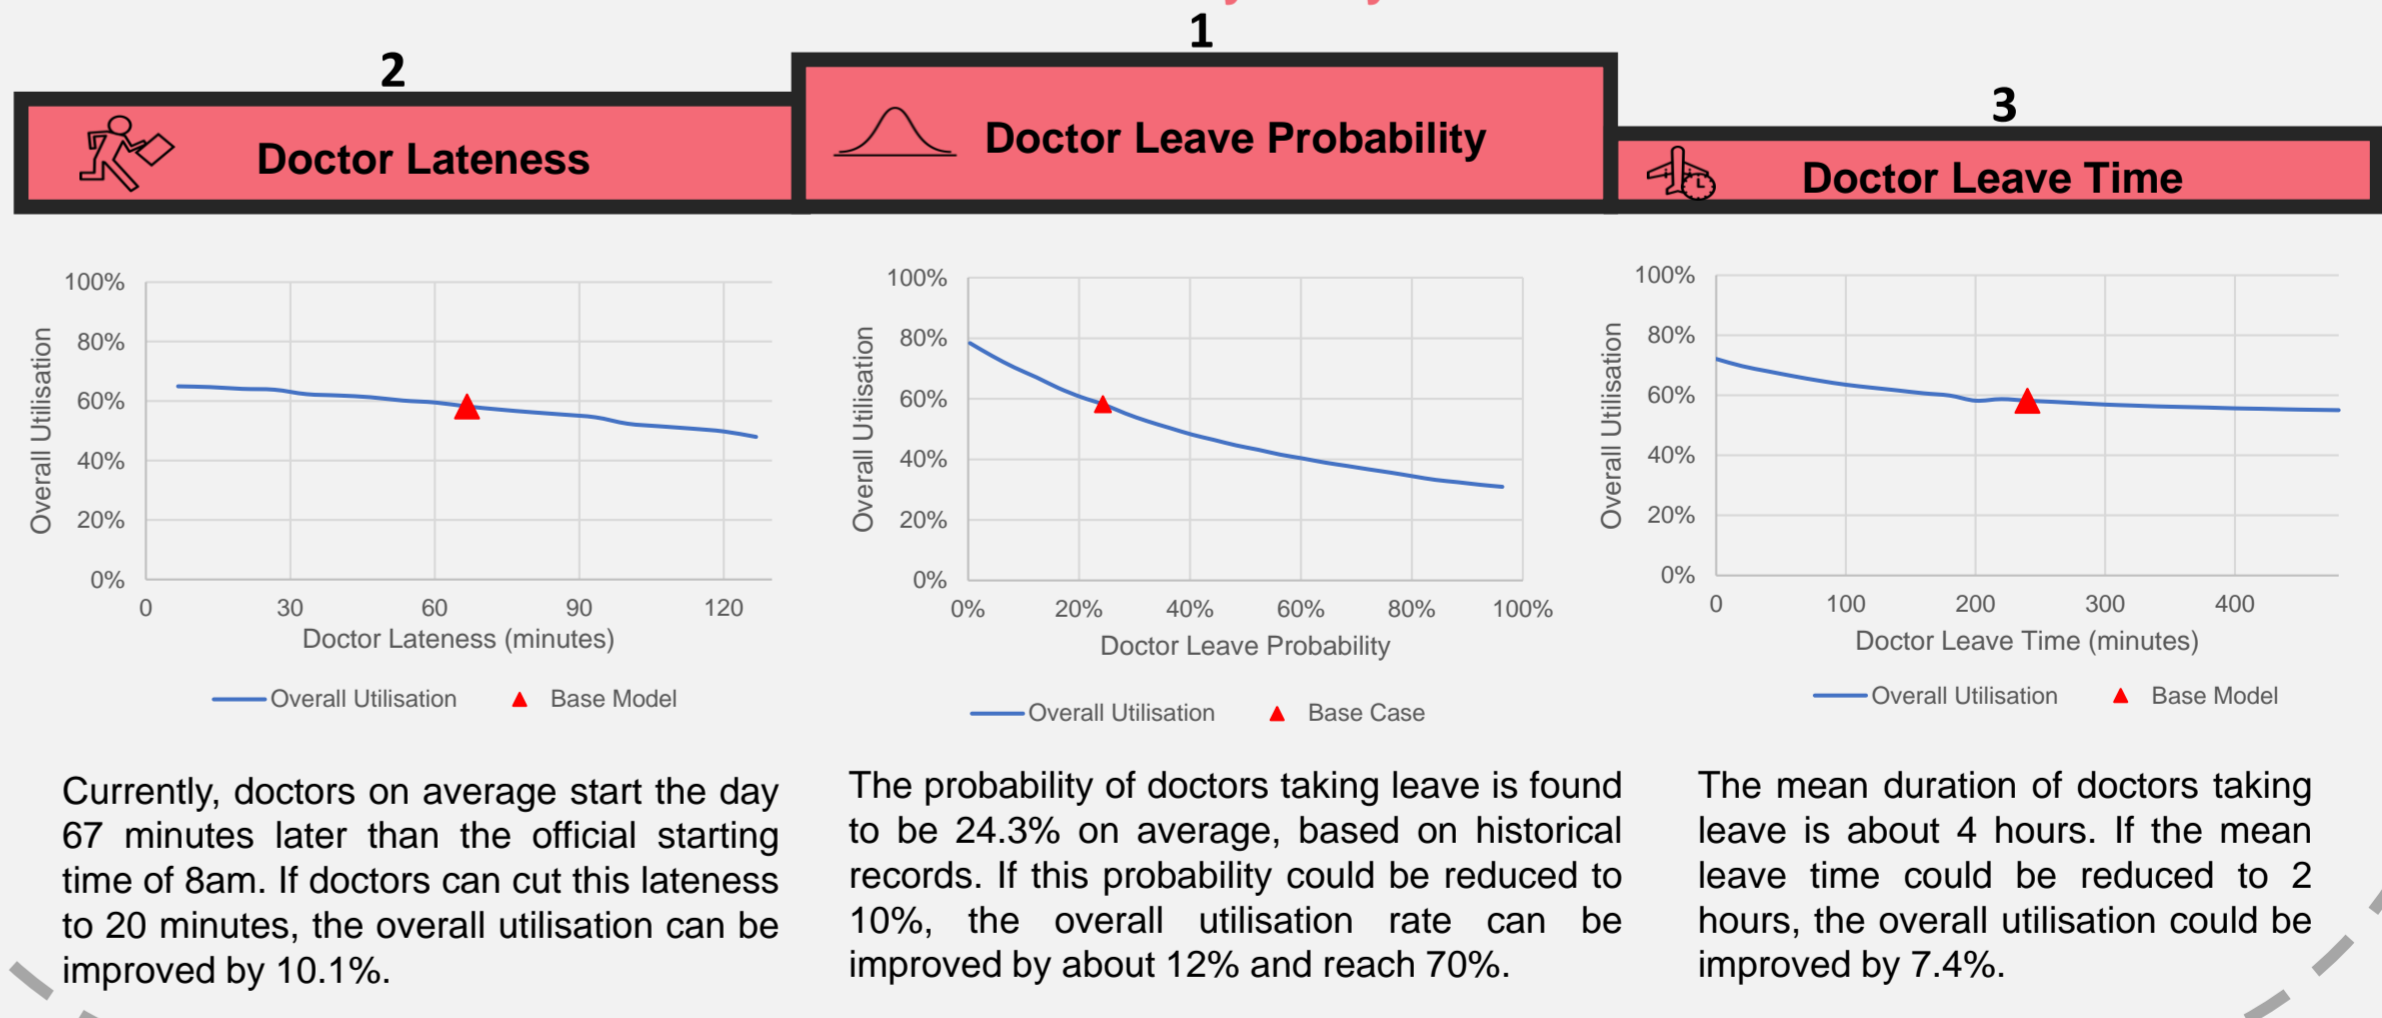 1
2
3
Doctor Lateness
Doctor Leave Probability
Doctor Leave Time
100%
80%
60%
40%
20%
0%
Overall Utilisation
0 30 60 90 120
Doctor Lateness (minutes)
Overall Utilisation Base Model
Currently, doctors on average start the day
67 minutes later than the official starting
time of 8am. If doctors can cut this lateness
to 20 minutes, the overall utilisation can be
improved by 10.1%.
100%
80%
60%
40%
20%
0%
Overall Utilisation
0% 20% 40% 60% 80% 100%
Doctor Leave Probability
Overall Utilisation Base Case
The probability of doctors taking leave is found
to be 24.3% on average, based on historical
records. If this probability could be reduced to
10%, the overall utilisation rate can be
improved by about 12% and reach 70%.
100%
80%
60%
40%
20%
0%
Overall Utilisation
0 100 200 300 400
Doctor Leave Time (minutes)
Overall Utilisation Base Model
The mean duration of doctors taking
leave is about 4 hours. If the mean
leave time could be reduced to 2
hours, the overall utilisation could be
improved by 7.4%.